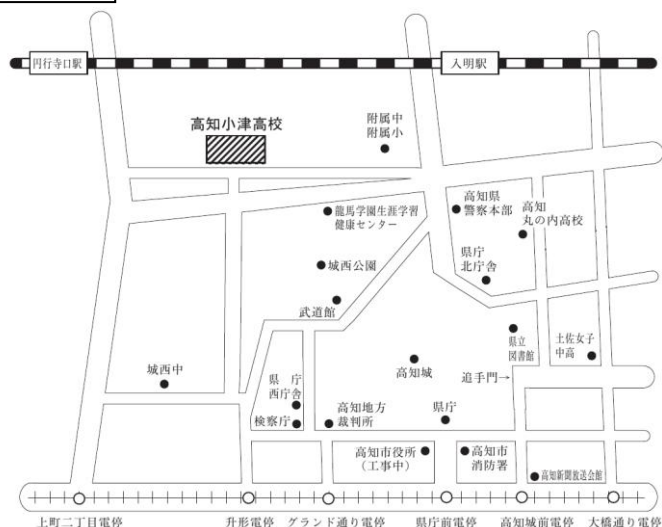 円行寺口駅
入明駅
高知小津高校
附属中
附属小
龍馬学園生涯学習
健康センター
高知県
警察本部
高知
丸の内高校
県庁
北庁舎
城西公園
武道館
県立
図書館
土佐女子
中高
城西中
高知城
追手門→
県 庁
西庁舎
検察庁
高知地方
裁判所
県庁
高知市役所
(工事中)
高知市
消防署
高知新聞放送会館
上町二丁目電停
升形電停
グランド通り電停
県庁前電停
高知城前電停
大橋通り電停